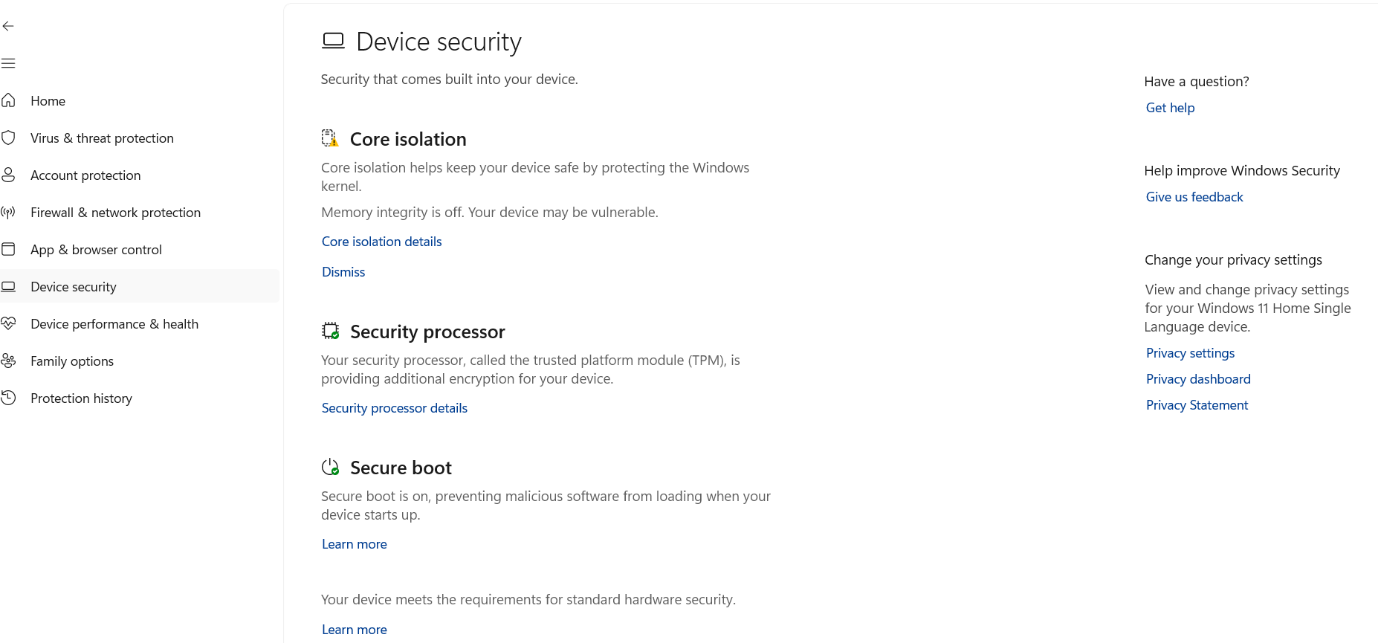 Home
Virus & threat protection
Account protection
Firewall & network protection
App & browser control
Device security
Device performance & health
Family options
Protection history
Device security
Security that comes built into your device.
Core isolation
Core isolation helps keep your device safe by protecting the Windows
kernel.
Memory integrity is off. Your device may be vulnerable.
Core isolation details
Dismiss
Security processor
Your security processor, called the trusted platform module (TPM), is
providing additional encryption for your device.
Security processor details
Secure boot
Secure boot is on, preventing malicious software from loading when your
device starts up.
Learn more
Your device meets the requirements for standard hardware security.
Learn more
Have a question?
Get help
Help improve Windows Security
Give us feedback
Change your privacy settings
View and change privacy settings
for your Windows 11 Home Single
Language device.
Privacy settings
Privacy dashboard
Privacy Statement